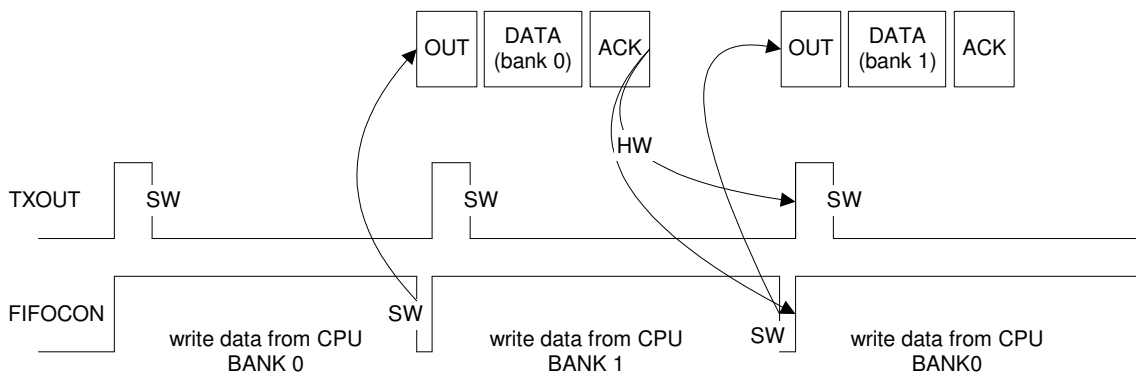 OUT DATA (bank 0) ACK OUT DATA (bank 1) ACK
HW
TXOUT SW SW SW
FIFOCON SW SW
write data from CPU write data from CPU write data from CPU
BANK 0 BANK 1 BANK0